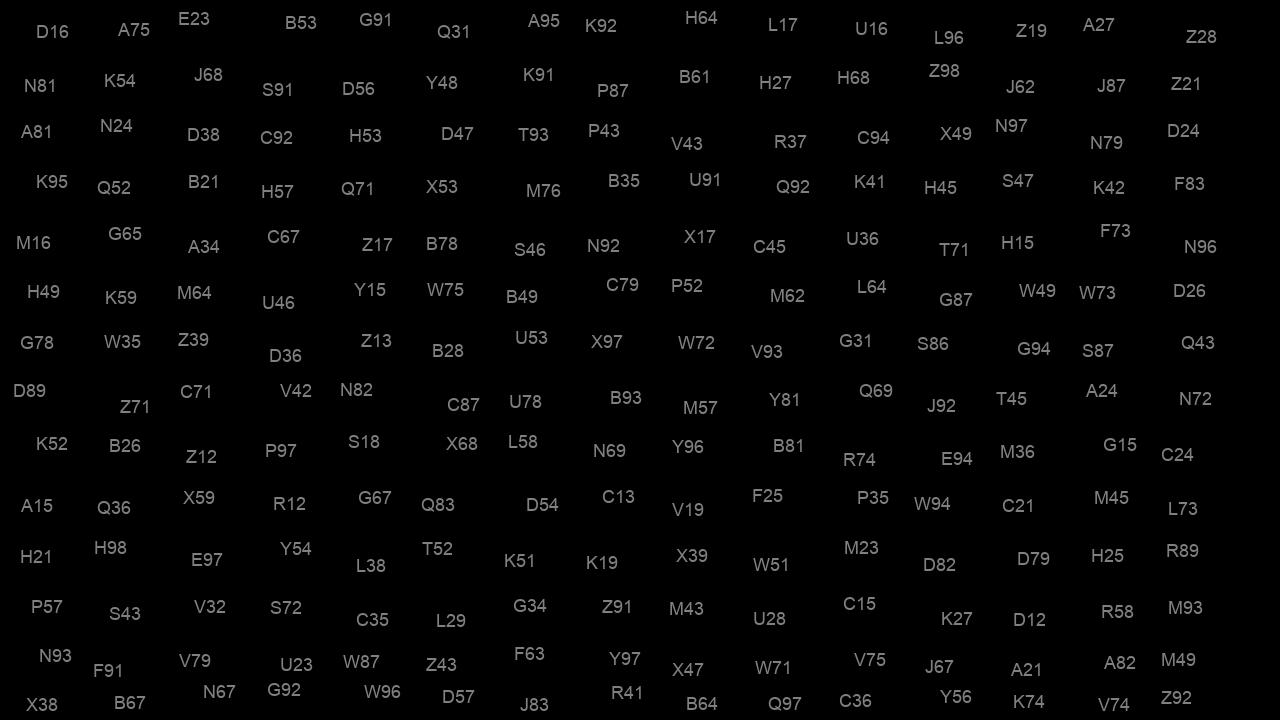 D16 A75 E23 B53 G91 Q31 A95 K92 H64 L17 U16 L96 Z19 A27 Z28
N81 K54 J68 S91 D56 Y48 K91 P87 B61 H27 H68 Z98 J62 J87 Z21
A81 N24 D38 C92 H53 D47 T93 P43 V43 R37 C94 X49 N97 N79 D24
K95 Q52 B21 H57 Q71 X53 M76 B35 U91 Q92 K41 H45 S47 K42 F83
M16 G65 A34 C67 Z17 B78 S46 N92 X17 C45 U36 T71 H15 F73 N96
H49 K59 M64 U46 Y15 W75 B49 C79 P52 M62 L64 G87 W49 W73 D26
G78 W35 Z39 D36 Z13 B28 U53 X97 W72 V93 G31 S86 G94 S87 Q43
D89 Z71 C71 V42 N82 C87 U78 B93 M57 Y81 Q69 J92 T45 A24 N72
K52 B26 Z12 P97 S18 X68 L58 N69 Y96 B81 R74 E94 M36 G15 C24
A15 Q36 X59 R12 G67 Q83 D54 C13 V19 F25 P35 W94 C21 M45 L73
H21 H98 E97 Y54 L38 T52 K51 K19 X39 W51 M23 D82 D79 H25 R89
P57 S43 V32 S72 C35 L29 G34 Z91 M43 U28 C15 K27 D12 R58 M93
N93 F91 V79 U23 W87 Z43 F63 Y97 X47 W71 V75 J67 A21 A82 M49
X38 B67 N67 G92 W96 D57 J83 R41 B64 Q97 C36 Y56 K74 V74 Z92